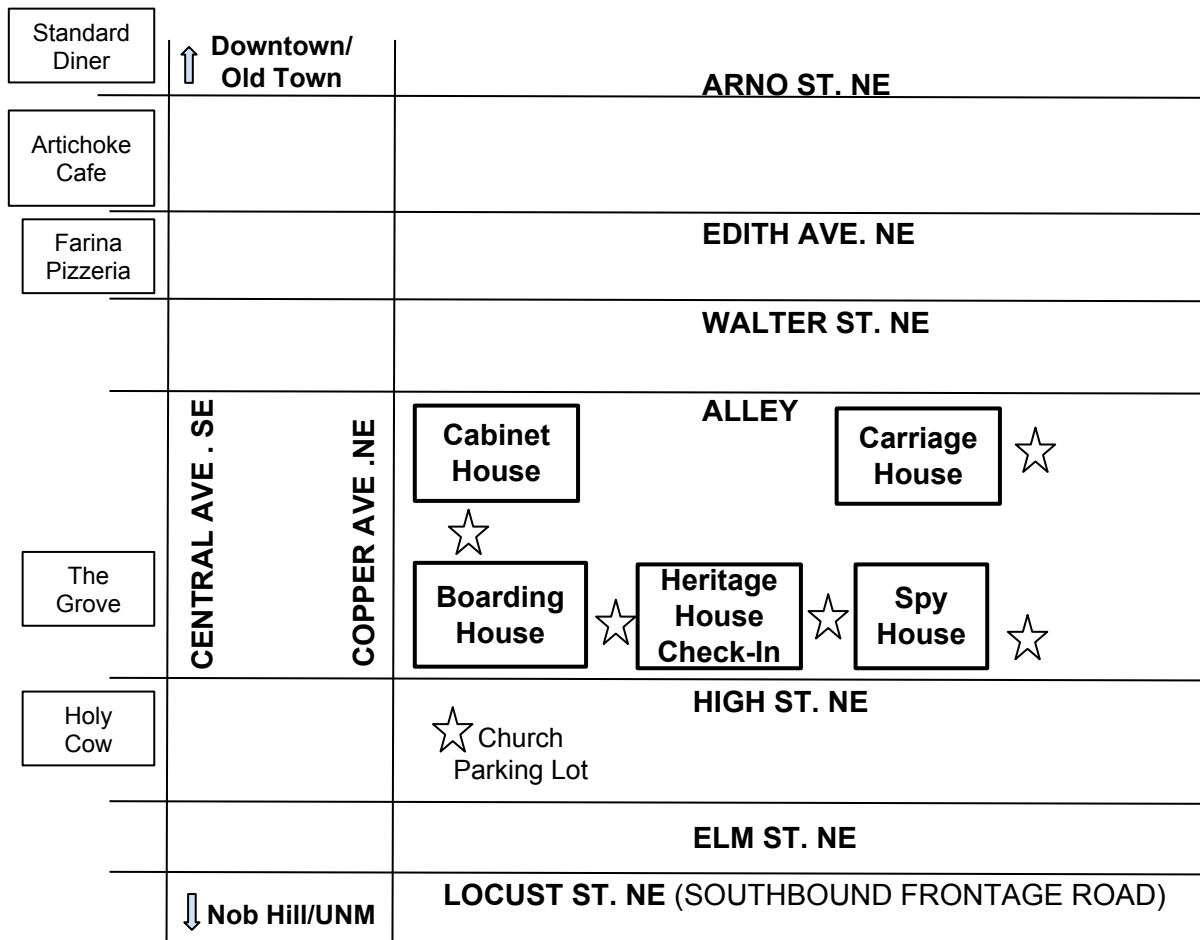 Standard
Diner
Downtown/
Old Town
ARNO ST. NE
Artichoke
Cafe
EDITH AVE. NE
Farina
Pizzeria
WALTER ST. NE
CENTRAL AVE . SE
COPPER AVE .NE
ALLEY
Cabinet
House
Carriage
House
The
Grove
Boarding
House
Heritage
House
Check-In
Spy
House
HIGH ST. NE
Holy
Cow
Church
Parking Lot
ELM ST. NE
LOCUST ST. NE (SOUTHBOUND FRONTAGE ROAD)
Nob Hill/UNM